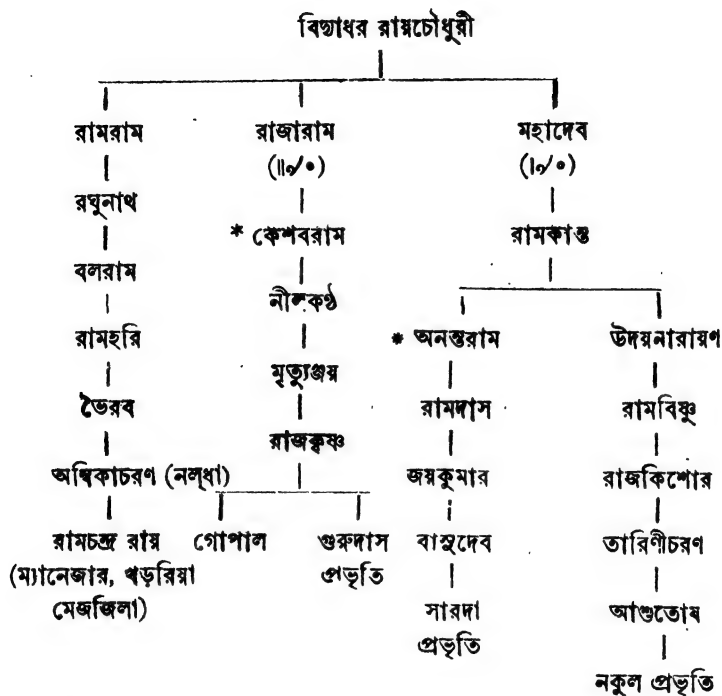 বিদ্যাধর রায়চৌধুরী
রামরাম রাজারাম মহাদেব
(॥৵০) (।৵০)
রঘুনাথ
* কেশবরাম রামকান্ত
বলরাম
নীলকণ্ঠ
রামহরি * অনন্তরাম উদয়নারায়ণ
মৃত্যুঞ্জয়
ভৈরব রামদাস রামবিষ্ণু
রাজকৃষ্ণ
অম্বিকাচরণ (নল্ধা) জয়কুমার রাজকিশোর
রামচন্দ্র রায় গোপাল গুরুদাস বাসুদেব তারিণীচরণ
(ম্যানেজার, খড়রিয়া প্রভৃতি
মেজজিলা) সারদা আশুতোষ
প্রভৃতি
নকুল প্রভৃতি